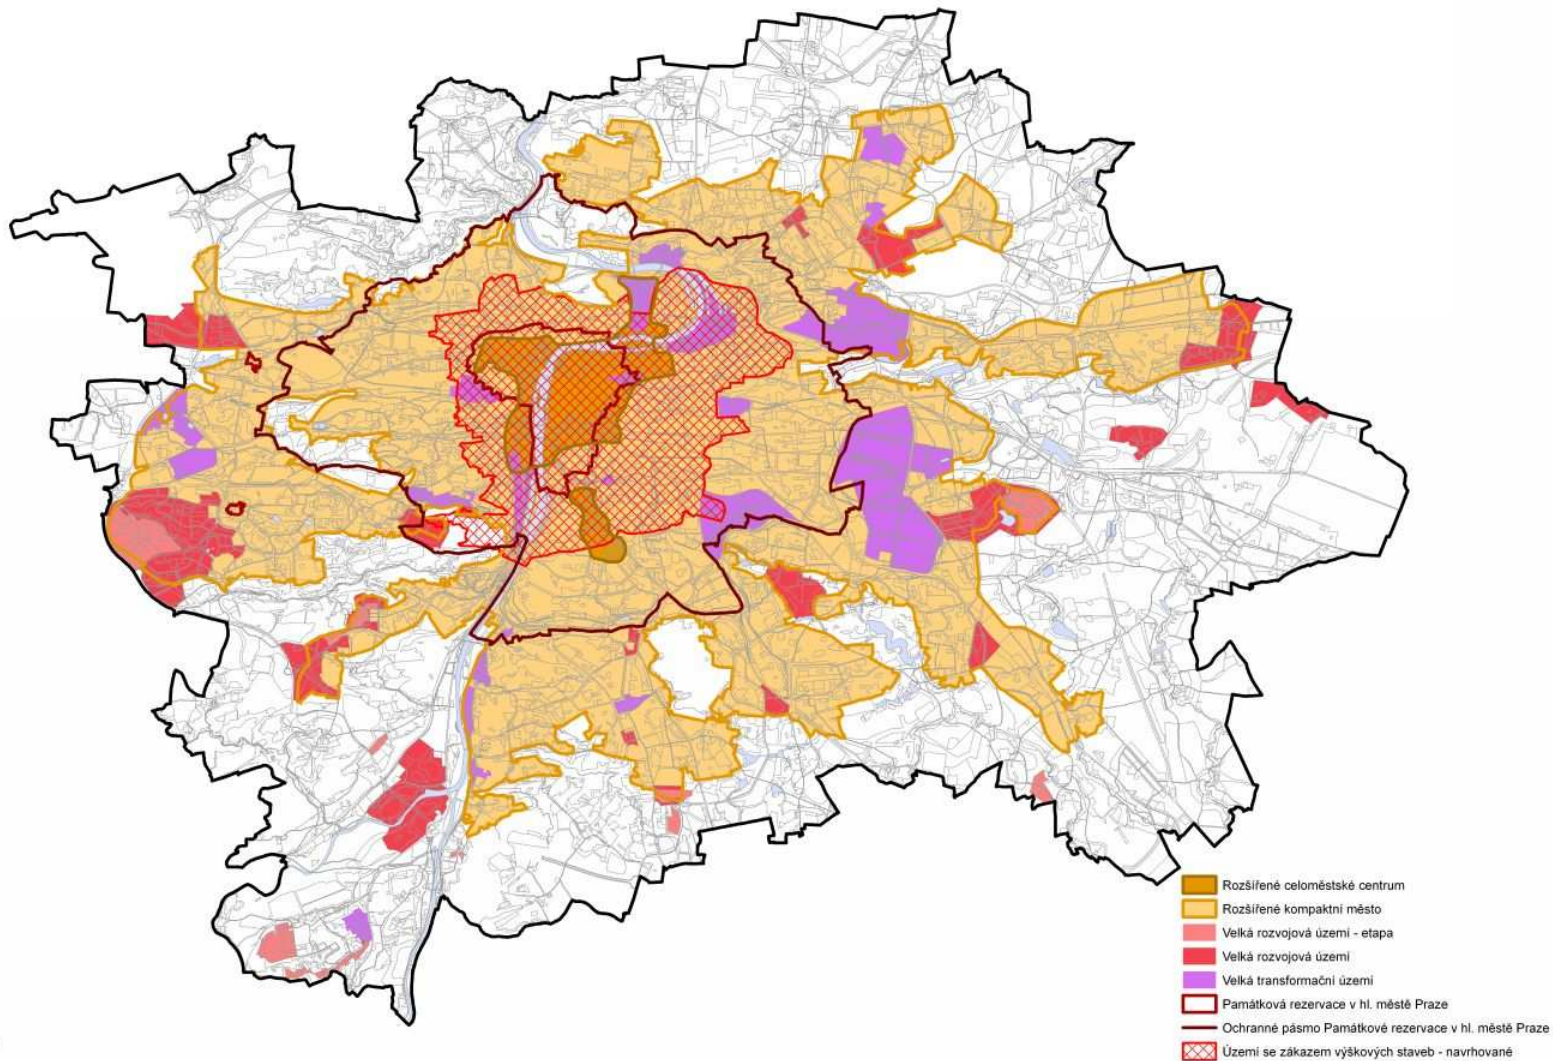 Rozšířené celoměstské centrum
Rozšířené kompaktní město
Velká rozvojová území - etapa
Velká rozvojová území
Velká transformační území
Památková rezervace v hl. městě Praze
Ochranné pásmo Památkové rezervace v hl. městě Praze
Území se zákazem výškových staveb - navrhované